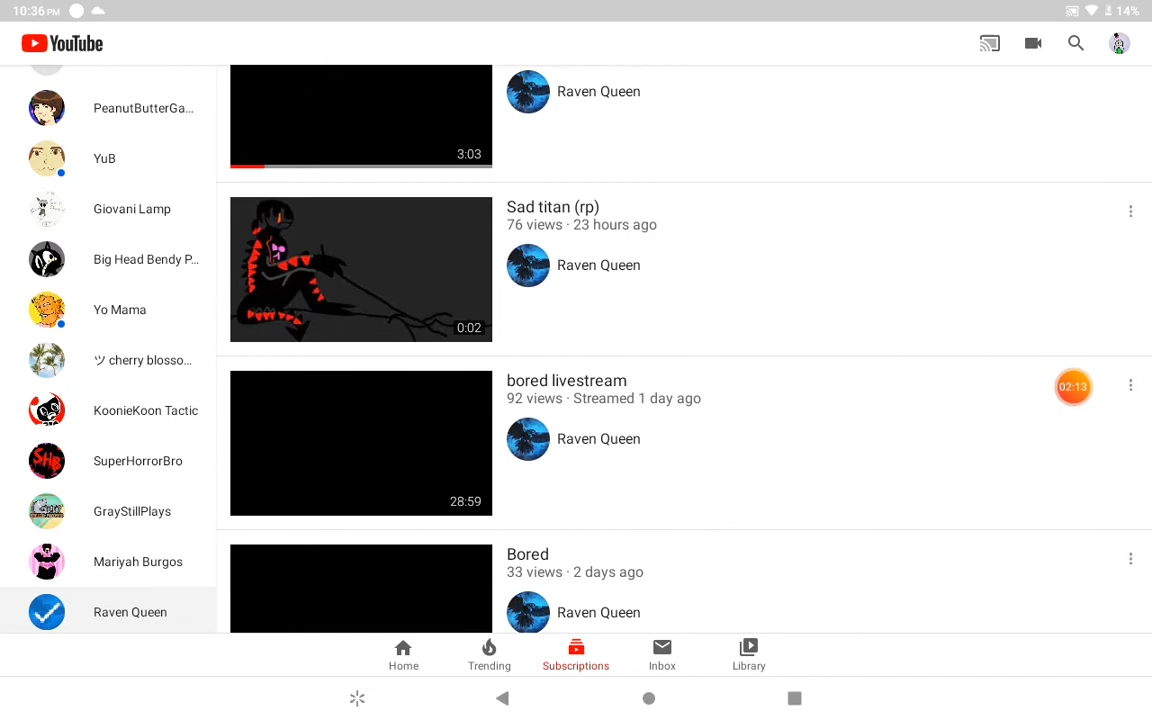 10:36 PM
14%
YouTube
PeanutButterGa...
YuB
Giovani Lamp
Big Head Bendy P...
Yo Mama
ツ cherry blosso...
KoonieKoon Tactic
SuperHorrorBro
GrayStillPlays
Mariyah Burgos
Raven Queen
3:03
Raven Queen
0:02
Sad titan (rp)
76 views · 23 hours ago
Raven Queen
28:59
bored livestream
92 views · Streamed 1 day ago
Raven Queen
02:13
Bored
33 views · 2 days ago
Raven Queen
Home
Trending
Subscriptions
Inbox
Library